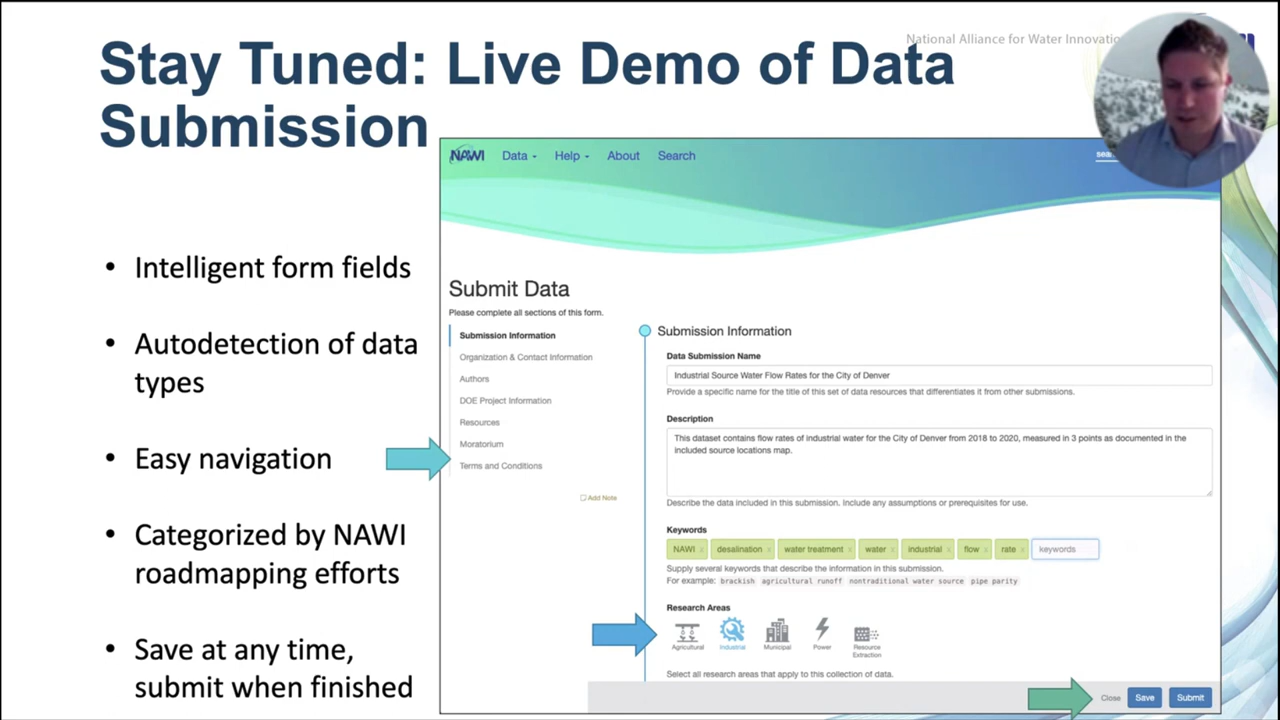 National Alliance for Water Innovatio
Stay Tuned: Live Demo of Data
Submission
• Intelligent form fields
• Autodetection of data
types
• Easy navigation
• Categorized by NAWI
roadmapping efforts
• Save at any time,
submit when finished
NAWI Data Help About Search
Submit Data
Please complete all sections of this form.
Submission Information
Organization & Contact Information
Authors
DOE Project Information
Resources
Moratorium
Terms and Conditions
Add Note
Submission Information
Data Submission Name
Industrial Source Water Flow Rates for the City of Denver
Provide a specific name for the title of this set of data resources that differentiates it from other submissions.
Description
This dataset contains flow rates of industrial water for the City of Denver from 2018 to 2020, measured in 3 points as documented in the
included source locations map.
Describe the data included in this submission. Include any assumptions or prerequisites for use.
Keywords
NAWI x desalination x water treatment x water x industrial x flow x rate x keywords
Supply several keywords that describe the information in this submission.
For example: brackish agricultural runoff nontraditional water source pipe parity
Research Areas
Agricultural Industrial Municipal Power Resource
Extraction
Select all research areas that apply to this collection of data.
Close Save Submit